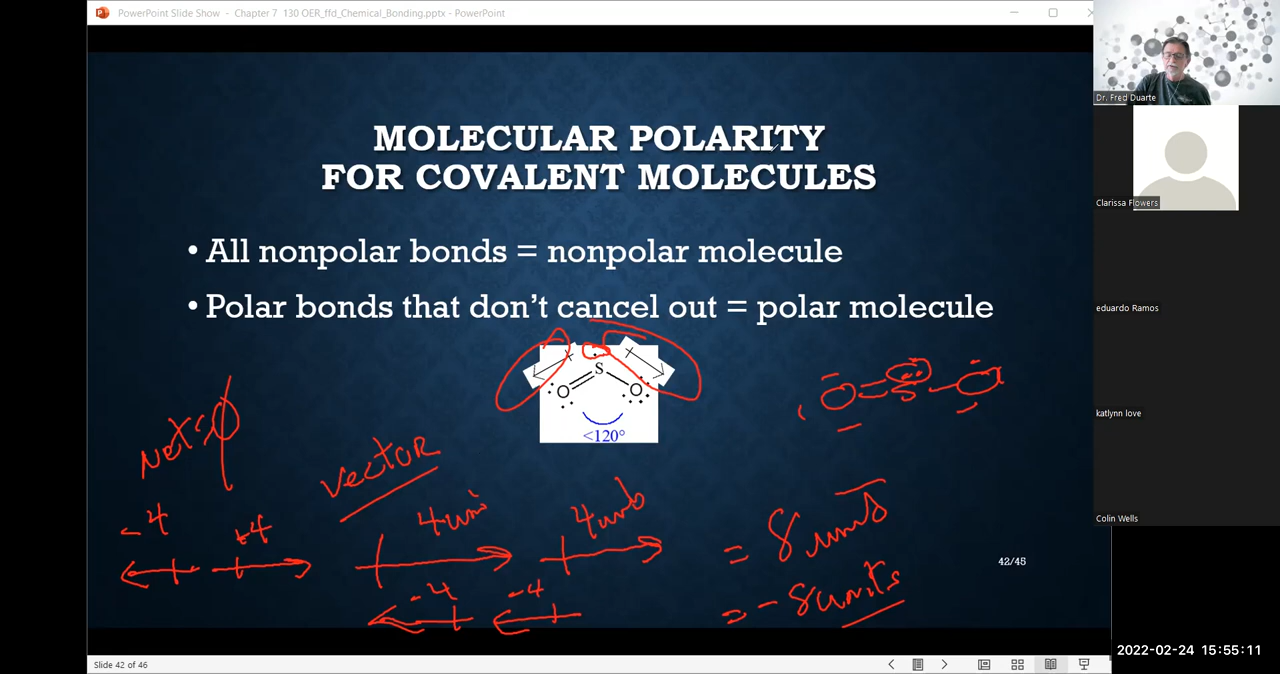 PowerPoint Slide Show - Chapter 7 130 OER_ffd_Chemical_Bonding.pptx - PowerPoint
Dr. Fred Duarte
Clarissa Flowers
eduardo Ramos
katlynn love
Colin Wells
MOLECULAR POLARITY
FOR COVALENT MOLECULES
• All nonpolar bonds = nonpolar molecule
• Polar bonds that don't cancel out = polar molecule
S
O O
<120°
O = S - O
Net
vector
-4 +4
4 4
= 8 units
-4 -4
= -8 units
42/45
Slide 42 of 46
2022-02-24 15:55:11